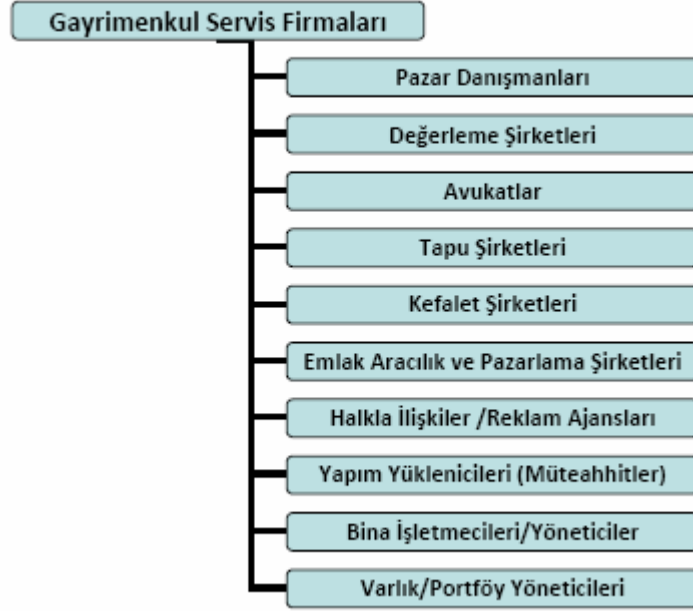 Gayrimenkul Servis Firmaları
Pazar Danışmanları
Değerleme Şirketleri
Avukatlar
Tapu Şirketleri
Kefalet Şirketleri
Emlak Aracılık ve Pazarlama Şirketleri
Halkla İlişkiler /Reklam Ajansları
Yapım Yüklenicileri (Müteahhitler)
Bina İşletmecileri/Yöneticiler
Varlık/Portföy Yöneticileri